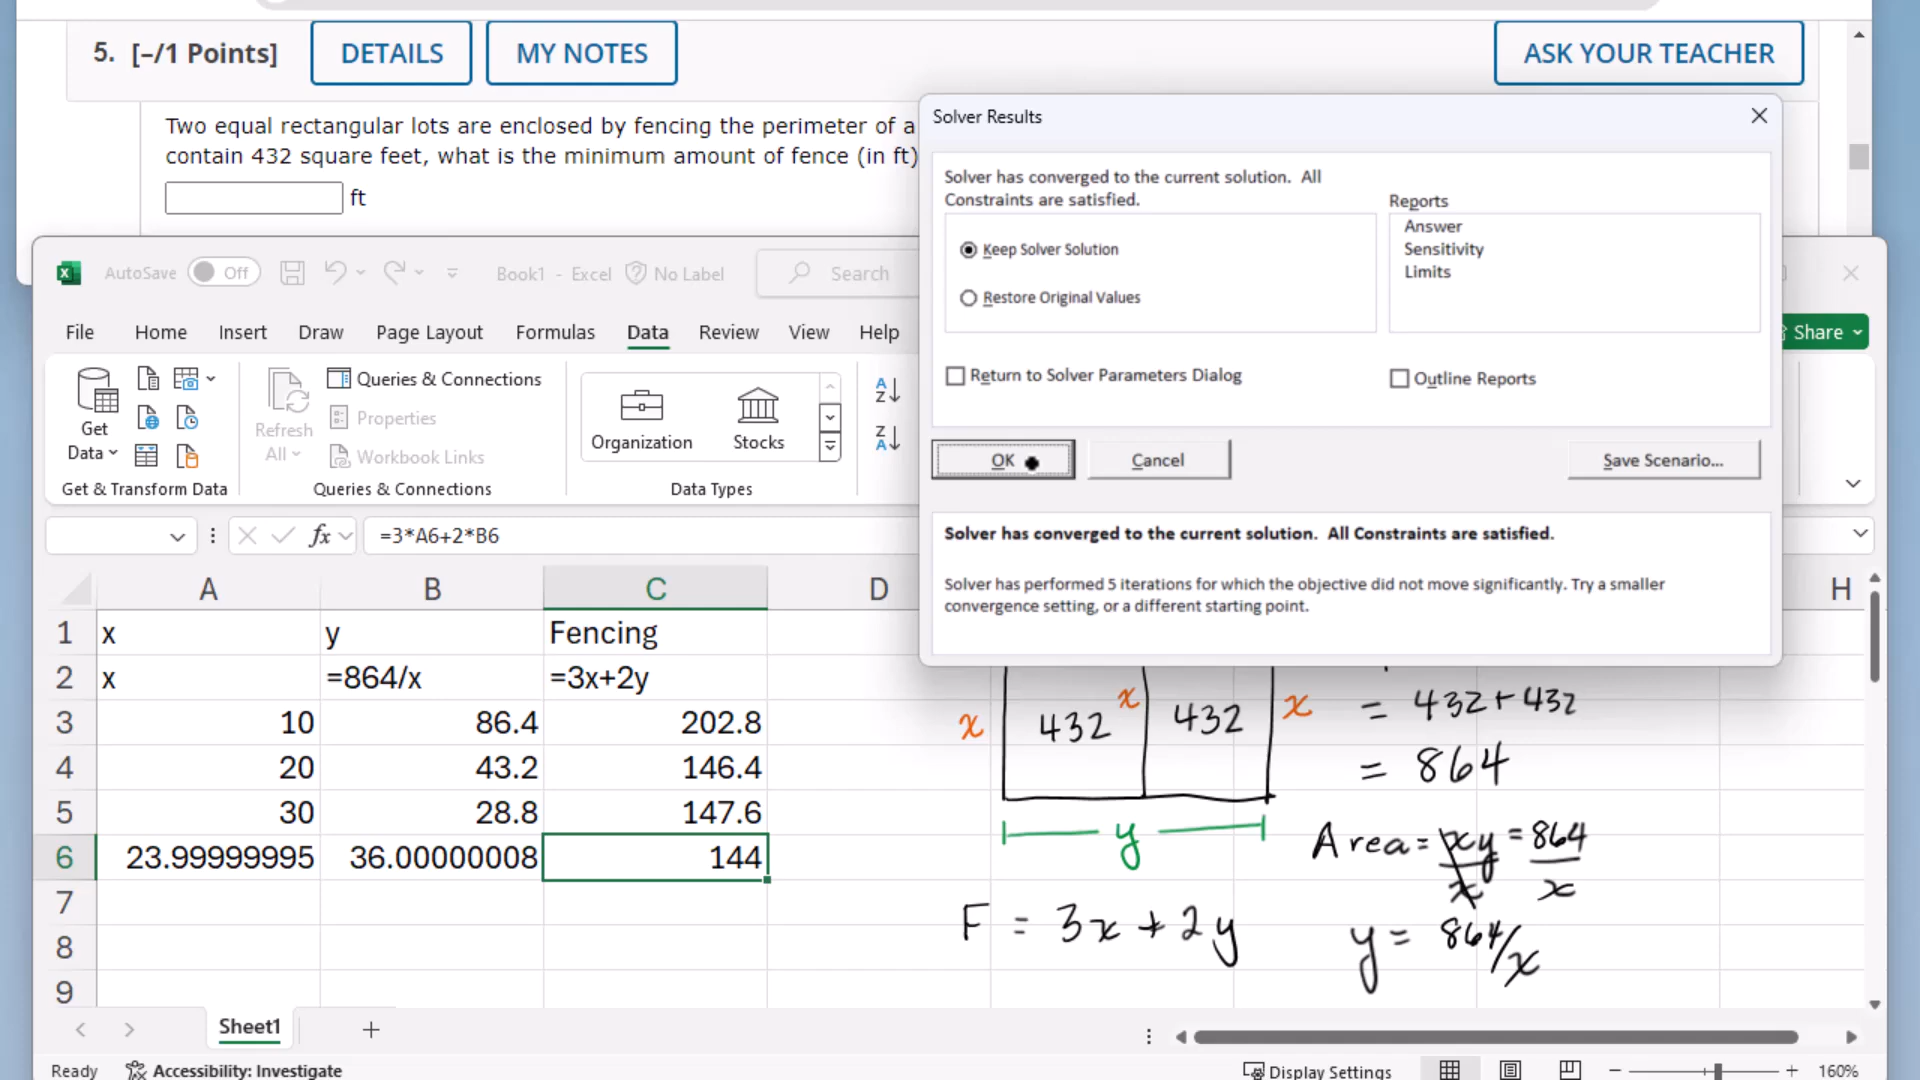 5. [–/1 Points]
DETAILS
MY NOTES
ASK YOUR TEACHER
Two equal rectangular lots are enclosed by fencing the perimeter of a
contain 432 square feet, what is the minimum amount of fence (in ft)
ft
Solver Results
Solver has converged to the current solution. All
Constraints are satisfied.
Keep Solver Solution
Restore Original Values
Reports
Answer
Sensitivity
Limits
Return to Solver Parameters Dialog
Outline Reports
OK
Cancel
Save Scenario...
Solver has converged to the current solution. All Constraints are satisfied.
Solver has performed 5 iterations for which the objective did not move significantly. Try a smaller
convergence setting, or a different starting point.
AutoSave Off
Book1 - Excel
No Label
Search
File Home Insert Draw Page Layout Formulas Data Review View Help
Share
Get
Data
Get & Transform Data
Refresh
All
Queries & Connections
Properties
Workbook Links
Queries & Connections
Organization
Stocks
Data Types
A
Z
Z
A
fx
=3*A6+2*B6
A B C D H
1 x y Fencing
2 x =864/x =3x+2y
3 10 86.4 202.8
4 20 43.2 146.4
5 30 28.8 147.6
6 23.99999995 36.00000008 144
7
8
9
x 432 x 432 x
= 432+432
= 864
y
Area = xy = 864
x x
F = 3x + 2y
y = 864/x
Sheet1
Ready
Accessibility: Investigate
Display Settings
160%